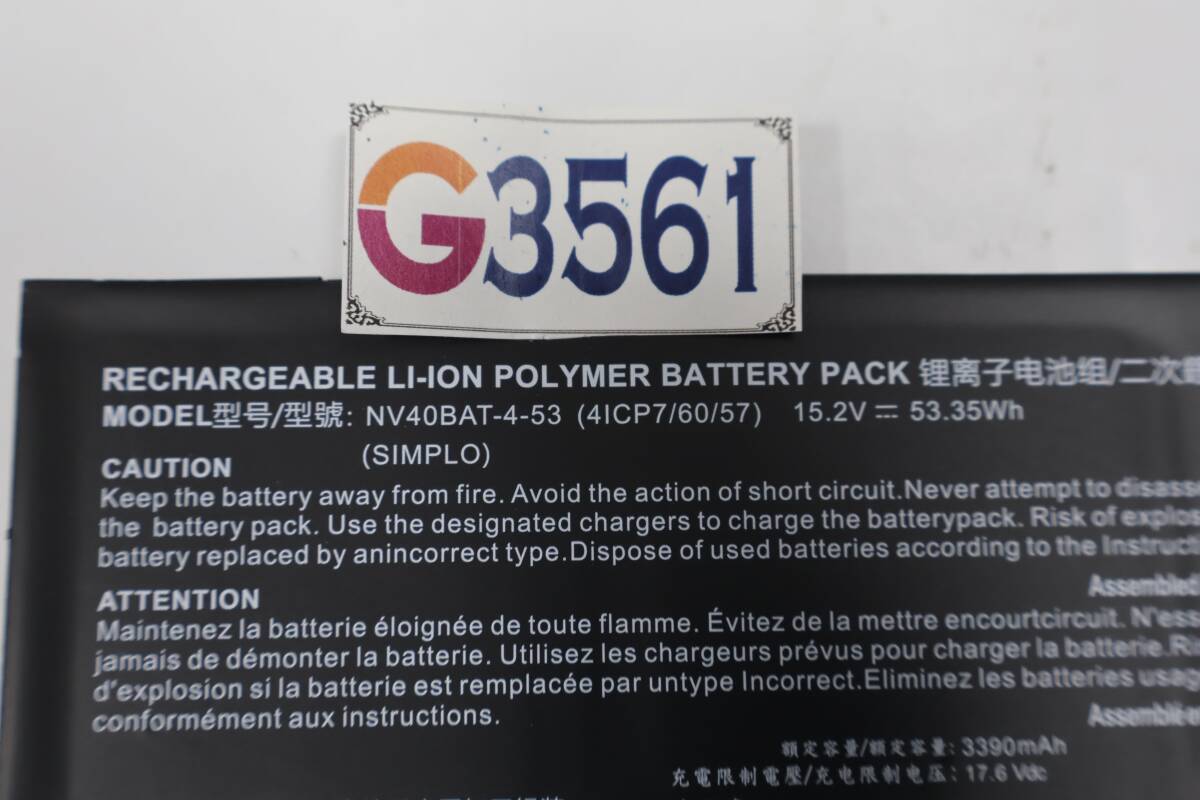 G3561
RECHARGEABLE LI-ION POLYMER BATTERY PACK 锂离子电池组/二次
MODEL型号/型號: NV40BAT-4-53 (4ICP7/60/57) 15.2V ⎓ 53.35Wh
(SIMPLO)
CAUTION
Keep the battery away from fire. Avoid the action of short circuit.Never attempt to disass
the battery pack. Use the designated chargers to charge the batterypack. Risk of explo
battery replaced by anincorrect type.Dispose of used batteries according to the Instruct
Assembled
ATTENTION
Maintenez la batterie éloignée de toute flamme. Évitez de la mettre encourtcircuit. N'ess
jamais de démonter la batterie. Utilisez les chargeurs prévus pour charger la batterie.Ri
d'explosion si la batterie est remplacée par untype Incorrect.Eliminez les batteries usag
conformément aux instructions.
Assemblé
額定容量/額定容量: 3390mAh
充電限制電壓/充电限制电压: 17.6 Vdc